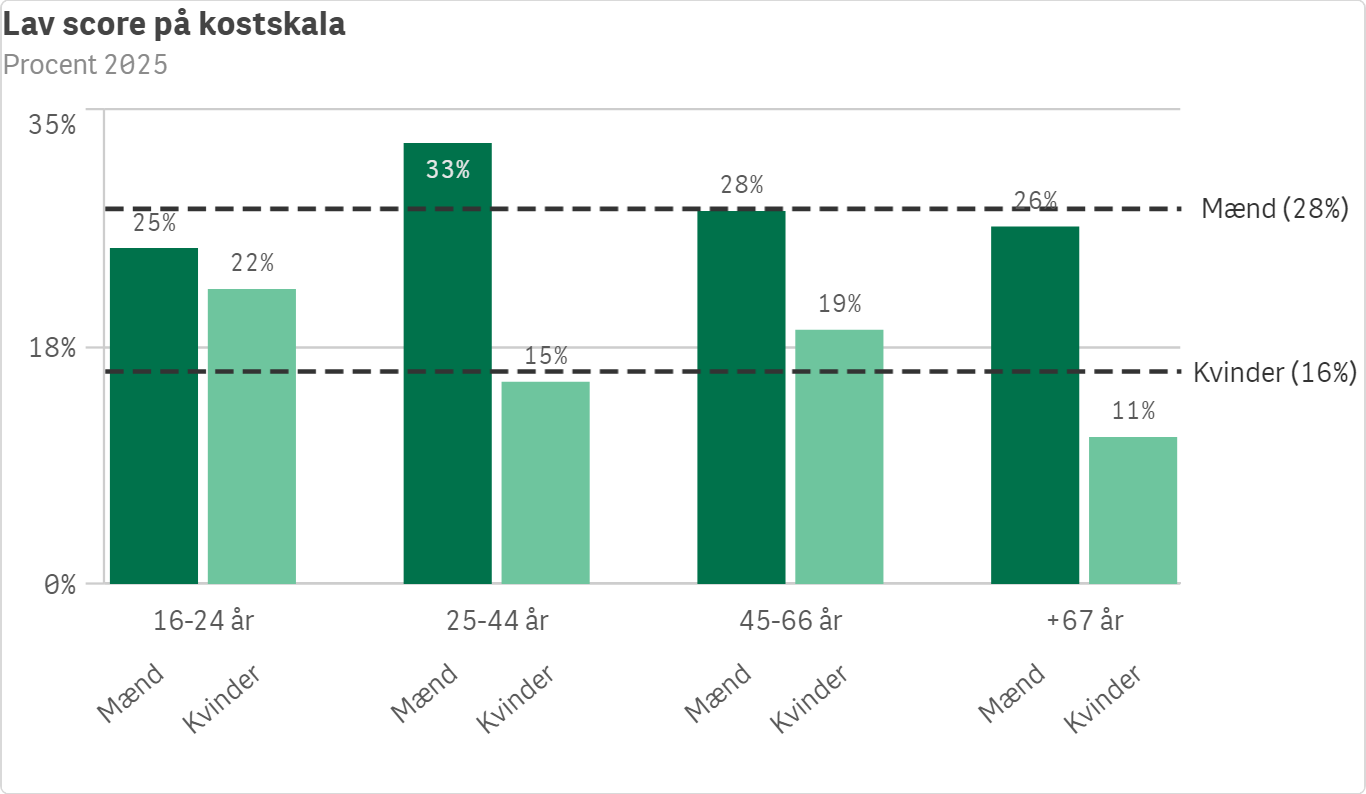 Lav score på kostskala
Procent 2025
35%
18%
0%
25%
22%
33%
15%
28%
19%
26%
11%
Mænd (28%)
Kvinder (16%)
16-24 år
25-44 år
45-66 år
+67 år
Mænd
Kvinder
Mænd
Kvinder
Mænd
Kvinder
Mænd
Kvinder